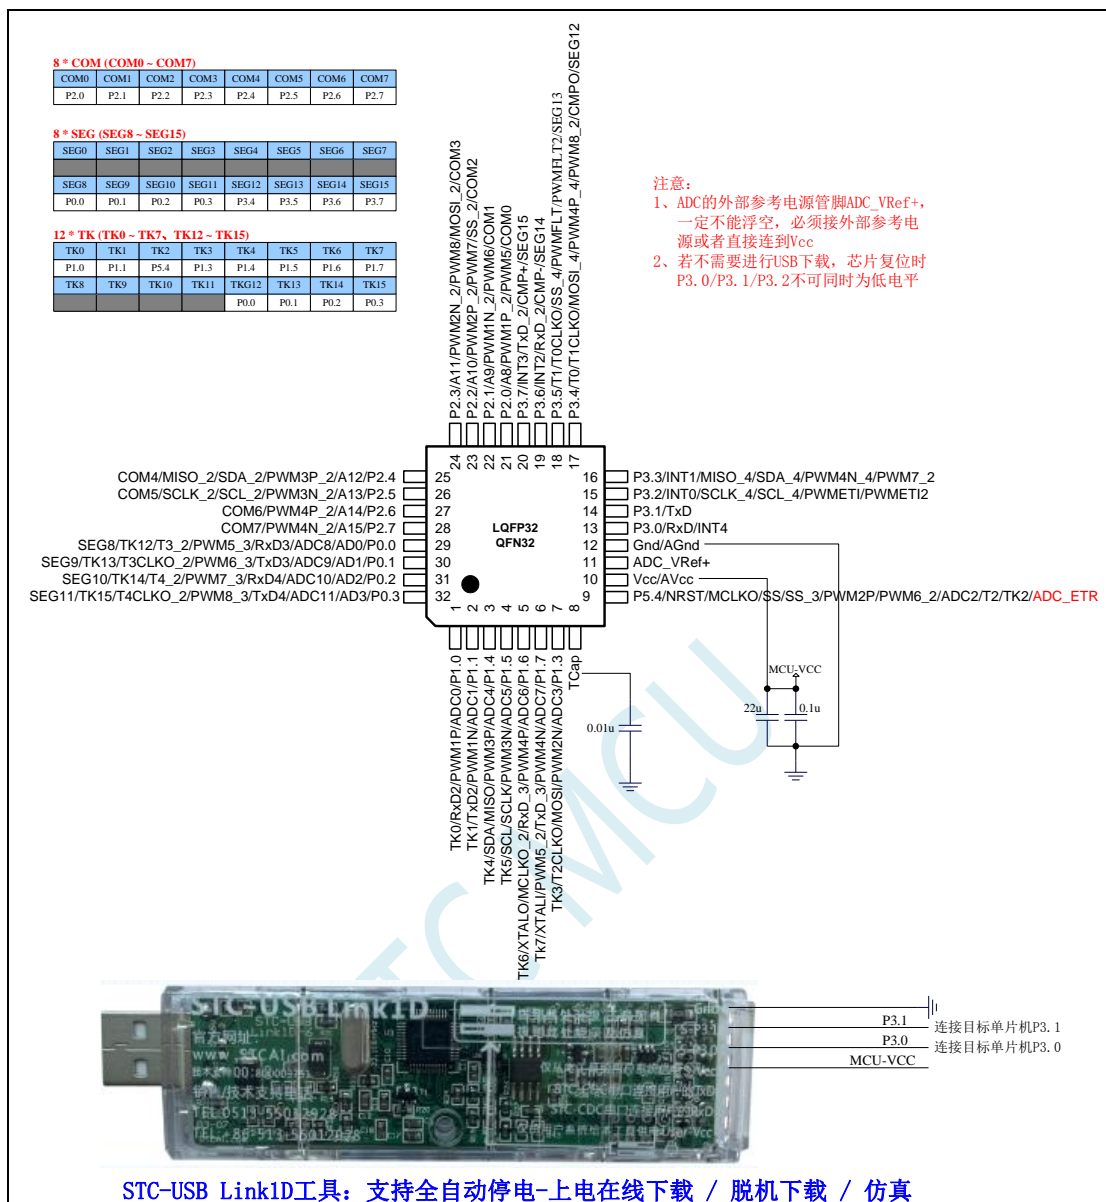 8 * COM (COM0 ~ COM7)
COM0 COM1 COM2 COM3 COM4 COM5 COM6 COM7
P2.0 P2.1 P2.2 P2.3 P2.4 P2.5 P2.6 P2.7
8 * SEG (SEG8 ~ SEG15)
SEG0 SEG1 SEG2 SEG3 SEG4 SEG5 SEG6 SEG7
SEG8 SEG9 SEG10 SEG11 SEG12 SEG13 SEG14 SEG15
P0.0 P0.1 P0.2 P0.3 P3.4 P3.5 P3.6 P3.7
12 * TK (TK0 ~ TK7、TK12 ~ TK15)
TK0 TK1 TK2 TK3 TK4 TK5 TK6 TK7
P1.0 P1.1 P5.4 P1.3 P1.4 P1.5 P1.6 P1.7
TK8 TK9 TK10 TK11 TKG12 TK13 TK14 TK15
P0.0 P0.1 P0.2 P0.3
注意：
1、ADC的外部参考电源管脚ADC_VRef+,
一定不能浮空，必须接外部参考电
源或者直接连到Vcc
2、若不需要进行USB下载，芯片复位时
P3.0/P3.1/P3.2不可同时为低电平
P2.3/A11/PWM2N_2/PWM8/MOSI_2/COM3
P2.2/A10/PWM2P_2/PWM7/SS_2/COM2
P2.1/A9/PWM1N_2/PWM6/COM1
P2.0/A8/PWM1P_2/PWM5/COM0
P3.7/INT3/TxD_2/CMP+/SEG15
P3.6/INT2/RxD_2/CMP-/SEG14
P3.5/T1/T0CLKO/SS_4/PWMFLT/PWMFLT2/SEG13
P3.4/T0/T1CLKO/MOSI_4/PWM4P_4/PWM8_2/CMPO/SEG12
24 23 22 21 20 19 18 17
COM4/MISO_2/SDA_2/PWM3P_2/A12/P2.4 25
COM5/SCLK_2/SCL_2/PWM3N_2/A13/P2.5 26
COM6/PWM4P_2/A14/P2.6 27
COM7/PWM4N_2/A15/P2.7 28
SEG8/TK12/T3_2/PWM5_3/RxD3/ADC8/AD0/P0.0 29
SEG9/TK13/T3CLKO_2/PWM6_3/TxD3/ADC9/AD1/P0.1 30
SEG10/TK14/T4_2/PWM7_3/RxD4/ADC10/AD2/P0.2 31
SEG11/TK15/T4CLKO_2/PWM8_3/TxD4/ADC11/AD3/P0.3 32
LQFP32
QFN32
16 P3.3/INT1/MISO_4/SDA_4/PWM4N_4/PWM7_2
15 P3.2/INT0/SCLK_4/SCL_4/PWMETI/PWMETI2
14 P3.1/TxD
13 P3.0/RxD/INT4
12 Gnd/AGnd
11 ADC_VRef+
10 Vcc/AVcc
9 P5.4/NRST/MCLKO/SS/SS_3/PWM2P/PWM6_2/ADC2/T2/TK2/ADC_ETR
1 2 3 4 5 6 7 8
TK0/RxD2/PWM1P/ADC0/P1.0
TK1/TxD2/PWM1N/ADC1/P1.1
TK4/SDA/MISO/PWM3P/ADC4/P1.4
TK5/SCL/SCLK/PWM3N/ADC5/P1.5
TK6/XTALO/MCLKO_2/RxD_3/PWM4P/ADC6/P1.6
Tk7/XTALI/PWM5_2/TxD_3/PWM4N/ADC7/P1.7
TK3/T2CLKO/MOSI/PWM2N/ADC3/P1.3
TCap
0.01u
MCU-VCC
22u 0.1u
STC MCU
STC-USB Link1D
官方网址:
www.STCAI.com
TEL:0513-55012928
P3.1 连接目标单片机P3.1
P3.0 连接目标单片机P3.0
MCU-VCC
STC-USB Link1D工具：支持全自动停电-上电在线下载 / 脱机下载 / 仿真